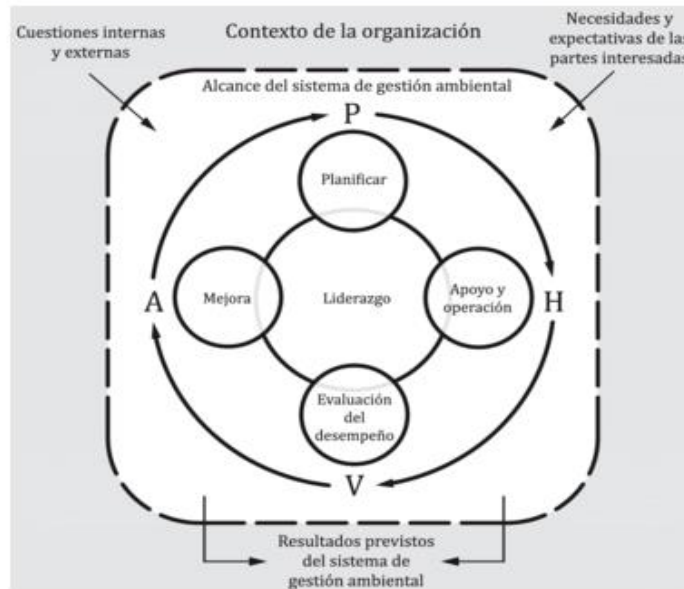 Cuestiones internas
y externas
Contexto de la organización
Necesidades y
expectativas de las
partes interesadas
Alcance del sistema de gestión ambiental
P
Planificar
A
Mejora
Liderazgo
Apoyo y
operación
H
Evaluación
del
desempeño
V
Resultados previstos
del sistema de
gestión ambiental